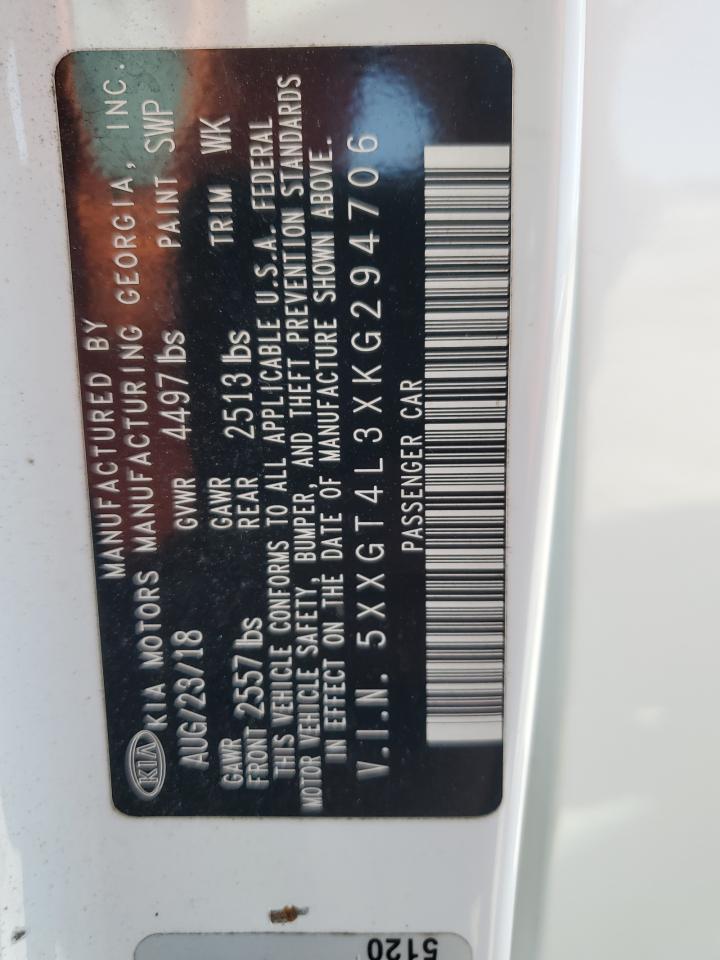 MANUFACTURED BY
KIA KIA MOTORS MANUFACTURING GEORGIA, INC.
AUG/23/18 GVWR 4497 lbs PAINT SWP
GAWR FRONT 2557 lbs GAWR REAR 2513 lbs TRIM WK
THIS VEHICLE CONFORMS TO ALL APPLICABLE U.S.A. FEDERAL
MOTOR VEHICLE SAFETY, BUMPER, AND THEFT PREVENTION STANDARDS
IN EFFECT ON THE DATE OF MANUFACTURE SHOWN ABOVE.
V.I.N. 5XXGT4L3XKG294706
PASSENGER CAR
5120